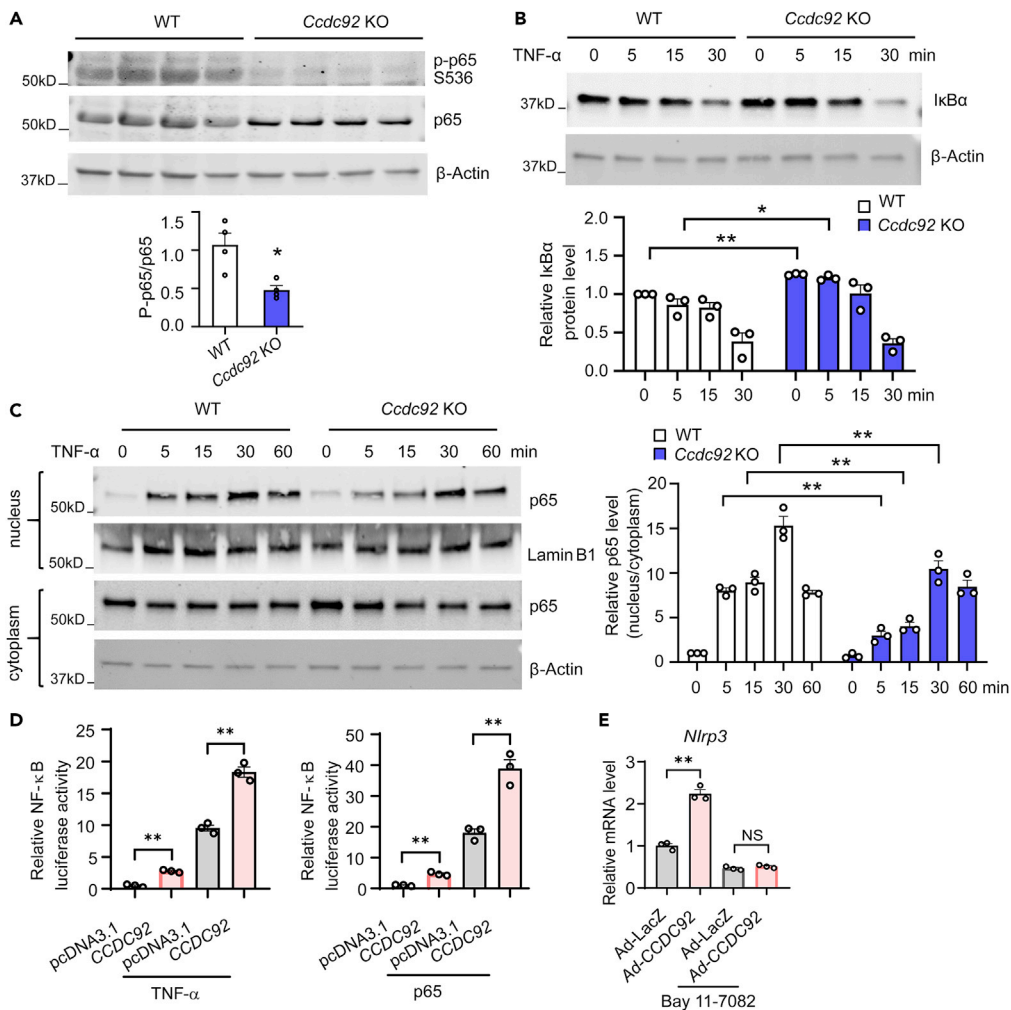 A
WT
Ccdc92 KO
p-p65
S536
50kD
50kD
p65
37kD
β-Actin
1.5
1.0
0.5
0.0
P-p65/p65
*
WT
Ccdc92 KO
B
WT
Ccdc92 KO
TNF-α 0 5 15 30 0 5 15 30 min
37kD
IκBα
37kD
β-Actin
WT
Ccdc92 KO
*
**
2.0
1.5
1.0
0.5
0.0
Relative IκBα
protein level
0 5 15 30 0 5 15 30 min
C
WT
Ccdc92 KO
TNF-α 0 5 15 30 60 0 5 15 30 60 min
nucleus
50kD
p65
50kD
Lamin B1
cytoplasm
50kD
p65
37kD
β-Actin
WT
Ccdc92 KO
**
**
**
20
15
10
5
0
Relative p65 level
(nucleus/cytoplasm)
0 5 15 30 60 0 5 15 30 60 min
D
25
20
15
10
5
0
Relative NF-κB
luciferase activity
**
**
pcDNA3.1
CCDC92
pcDNA3.1
CCDC92
TNF-α
50
40
30
20
10
0
Relative NF-κB
luciferase activity
**
**
pcDNA3.1
CCDC92
pcDNA3.1
CCDC92
p65
E
Nlrp3
3
2
1
0
Relative mRNA level
**
NS
Ad-LacZ
Ad-CCDC92
Ad-LacZ
Ad-CCDC92
Bay 11-7082